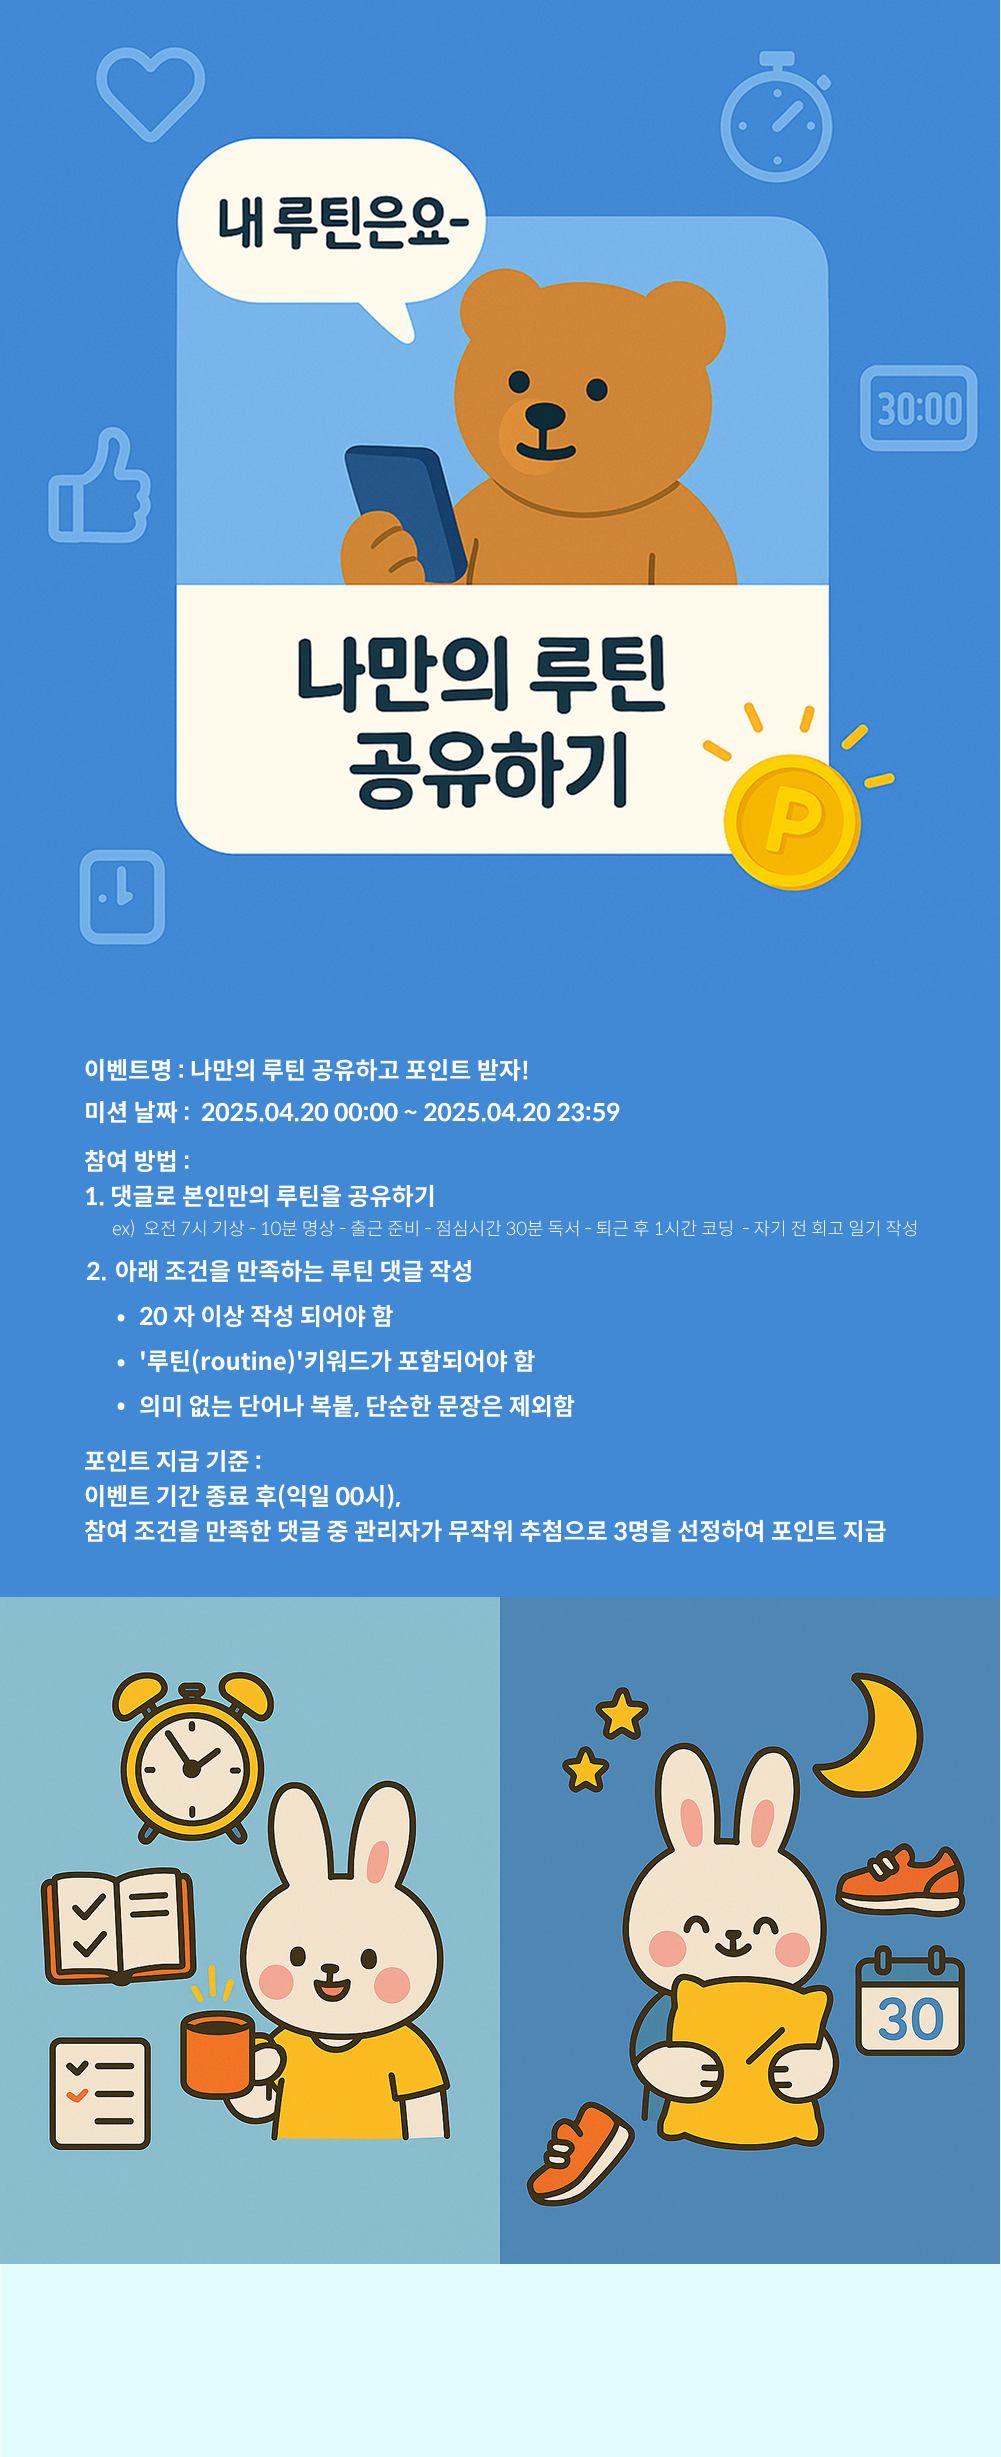 내 루틴은요-
30:00
나만의 루틴
공유하기
P
이벤트명 : 나만의 루틴 공유하고 포인트 받자!
미션 날짜 : 2025.04.20 00:00 ~ 2025.04.20 23:59
참여 방법 :
1. 댓글로 본인만의 루틴을 공유하기
ex) 오전 7시 기상 - 10분 명상 - 출근 준비 - 점심시간 30분 독서 - 퇴근 후 1시간 코딩 - 자기 전 회고 일기 작성
2. 아래 조건을 만족하는 루틴 댓글 작성
• 20 자 이상 작성 되어야 함
• '루틴(routine)'키워드가 포함되어야 함
• 의미 없는 단어나 복붙, 단순한 문장은 제외함
포인트 지급 기준 :
이벤트 기간 종료 후(익일 00시),
참여 조건을 만족한 댓글 중 관리자가 무작위 추첨으로 3명을 선정하여 포인트 지급
30